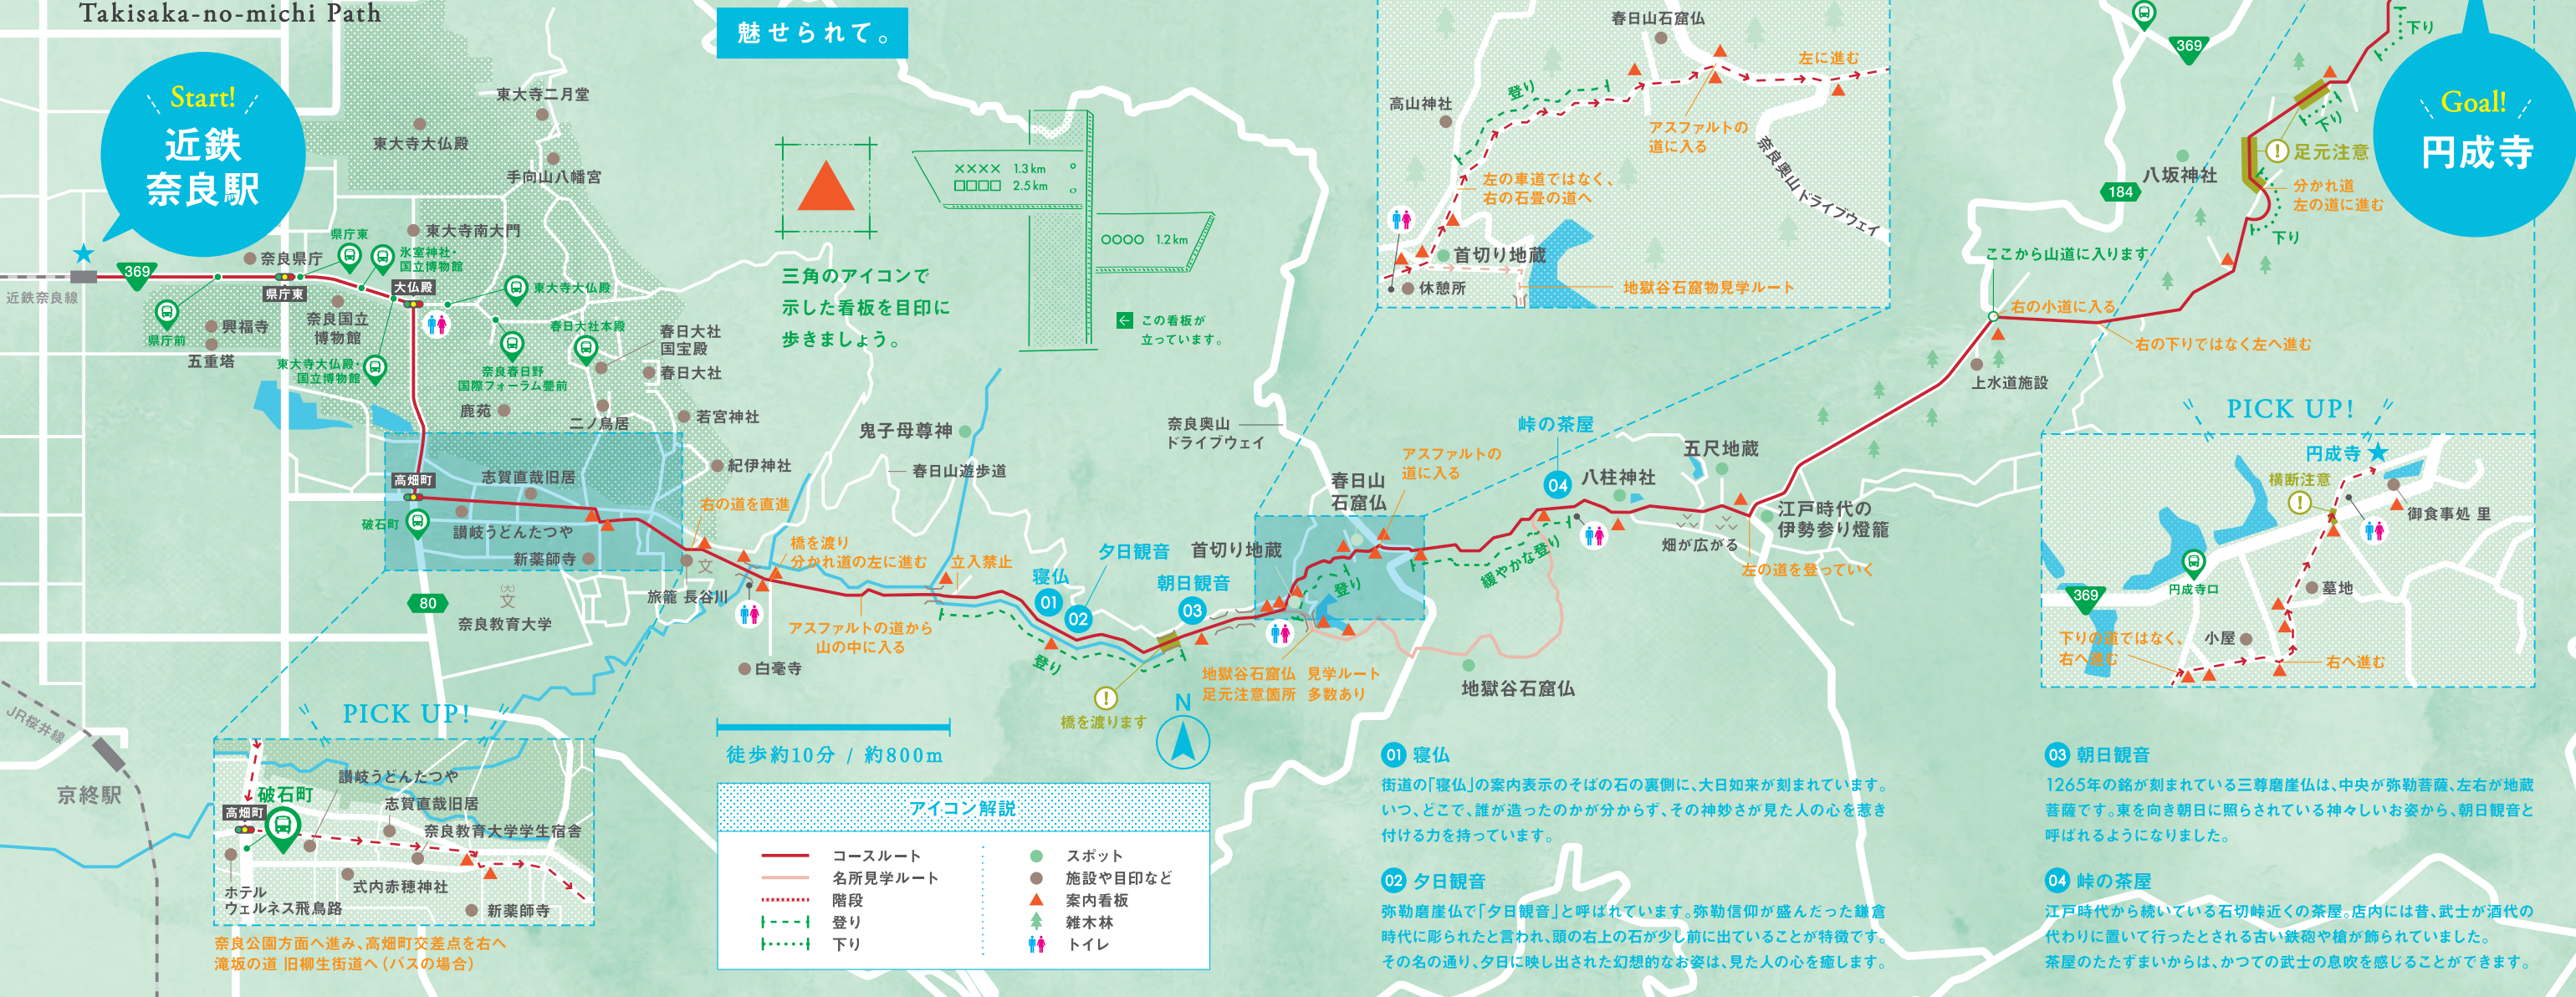 Takisaka-no-michi Path
魅せられて。
Start!
近鉄
奈良駅
Goal!
円成寺
東大寺二月堂
東大寺大仏殿
手向山八幡宮
東大寺南大門
県庁東
氷室神社・
国立博物館
奈良県庁
369
近鉄奈良線
県庁東
大仏殿
東大寺大仏殿
県庁前
興福寺
五重塔
奈良国立
博物館
東大寺大仏殿・
国立博物館
春日大社本殿
奈良春日野
国際フォーラム甍前
春日大社
国宝殿
春日大社
鹿苑
二ノ鳥居
若宮神社
紀伊神社
高畑町
志賀直哉旧居
破石町
讃岐うどんたつや
新薬師寺
80
(大)
文
奈良教育大学
右の道を直進
文
旅籠 長谷川
白毫寺
橋を渡り
分かれ道の左に進む
アスファルトの道から
山の中に入る
立入禁止
鬼子母尊神
春日山遊歩道
三角のアイコンで
示した看板を目印に
歩きましょう。
×××× 1.3km
□□□□ 2.5km
○○○○ 1.2km
この看板が
立っています。
寝仏
01
夕日観音
02
朝日観音
03
登り
橋を渡ります
首切り地蔵
春日山
石窟仏
アスファルトの
道に入る
奈良奥山
ドライブウェイ
登り
地獄谷石窟仏 見学ルート
足元注意箇所 多数あり
地獄谷石窟仏
緩やかな登り
峠の茶屋
04
八柱神社
五尺地蔵
畑が広がる
江戸時代の
伊勢参り燈籠
左の道を登っていく
上水道施設
右の小道に入る
ここから山道に入ります
右の下りではなく左へ進む
184
八坂神社
369
下り
下り
足元注意
分かれ道
左の道に進む
下り
春日山石窟仏
左に進む
登り
高山神社
アスファルトの
道に入る
奈良奥山ドライブウェイ
左の車道ではなく、
右の石畳の道へ
首切り地蔵
休憩所
地獄谷石窟物見学ルート
PICK UP!
円成寺
横断注意
御食事処 里
円成寺口
369
墓地
小屋
下りの道ではなく、
右へ進む
右へ進む
JR桜井線
京終駅
PICK UP!
讃岐うどんたつや
破石町
高畑町
志賀直哉旧居
奈良教育大学学生宿舎
ホテル
ウェルネス飛鳥路
式内赤穂神社
新薬師寺
奈良公園方面へ進み、高畑町交差点を右へ
滝坂の道 旧柳生街道へ（バスの場合）
徒歩約10分 / 約800m
N
アイコン解説
コースルート
名所見学ルート
階段
登り
下り
スポット
施設や目印など
案内看板
雑木林
トイレ
01 寝仏
街道の「寝仏」の案内表示のそばの石の裏側に、大日如来が刻まれています。
いつ、どこで、誰が造ったのかが分からず、その神妙さが見た人の心を惹き
付ける力を持っています。
02 夕日観音
弥勒磨崖仏で「夕日観音」と呼ばれています。弥勒信仰が盛んだった鎌倉
時代に彫られたと言われ、頭の右上の石が少し前に出ていることが特徴です。
その名の通り、夕日に映し出された幻想的なお姿は、見た人の心を癒します。
03 朝日観音
1265年の銘が刻まれている三尊磨崖仏は、中央が弥勒菩薩、左右が地蔵
菩薩です。東を向き朝日に照らされている神々しいお姿から、朝日観音と
呼ばれるようになりました。
04 峠の茶屋
江戸時代から続いている石切峠近くの茶屋。店内には昔、武士が酒代の
代わりに置いて行ったとされる古い鉄砲や槍が飾られていました。
茶屋のたたずまいからは、かつての武士の息吹を感じることができます。